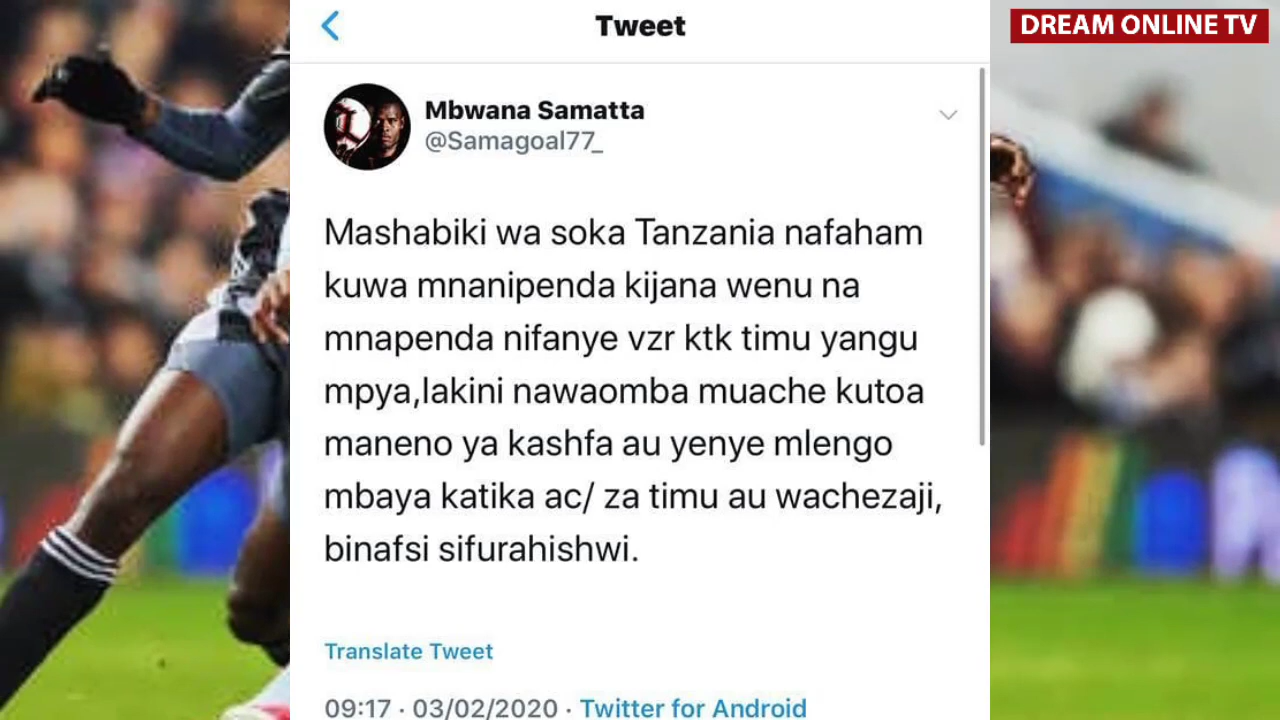 Tweet
DREAM ONLINE TV
Mbwana Samatta
@Samagoal77_
Mashabiki wa soka Tanzania nafaham
kuwa mnanipenda kijana wenu na
mnapenda nifanye vzr ktk timu yangu
mpya,lakini nawaomba muache kutoa
maneno ya kashfa au yenye mlengo
mbaya katika ac/ za timu au wachezaji,
binafsi sifurahishwi.
Translate Tweet
09:17 · 03/02/2020 · Twitter for Android